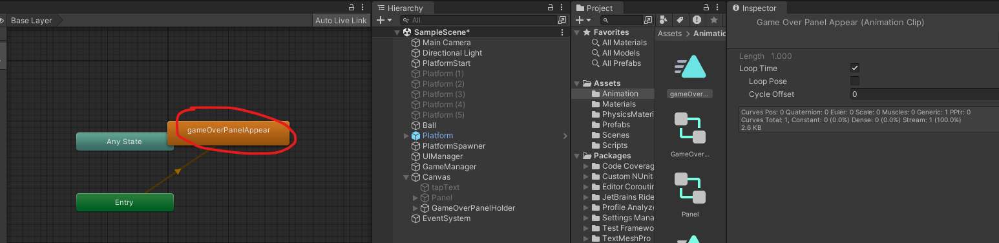 Base Layer
Auto Live Link
gameOverPanelAppear
Any State
Entry
Hierarchy
All
SampleScene*
Main Camera
Directional Light
PlatformStart
Platform (1)
Platform (2)
Platform (3)
Platform (4)
Platform (5)
Ball
Platform
PlatformSpawner
UIManager
GameManager
Canvas
tapText
Panel
GameOverPanelHolder
EventSystem
Project
Favorites
All Materials
All Models
All Prefabs
Assets
Animation
Materials
PhysicsMateri
Prefabs
Scenes
Scripts
Packages
Code Coverag
Custom NUnit
Editor Coroutin
JetBrains Ride
Profile Analyze
Settings Mana
Test Framewo
TextMeshPro
Assets > Animatio
gameOver...
GameOver...
Panel
Inspector
Game Over Panel Appear (Animation Clip)
Length 1.000
Loop Time
Loop Pose
Cycle Offset 0
Curves Pos: 0 Quaternion: 0 Euler: 0 Scale: 0 Muscles: 0 Generic: 1 PPtr: 0
Curves Total: 1, Constant: 0 (0.0%) Dense: 0 (0.0%) Stream: 1 (100.0%)
2.6 KB